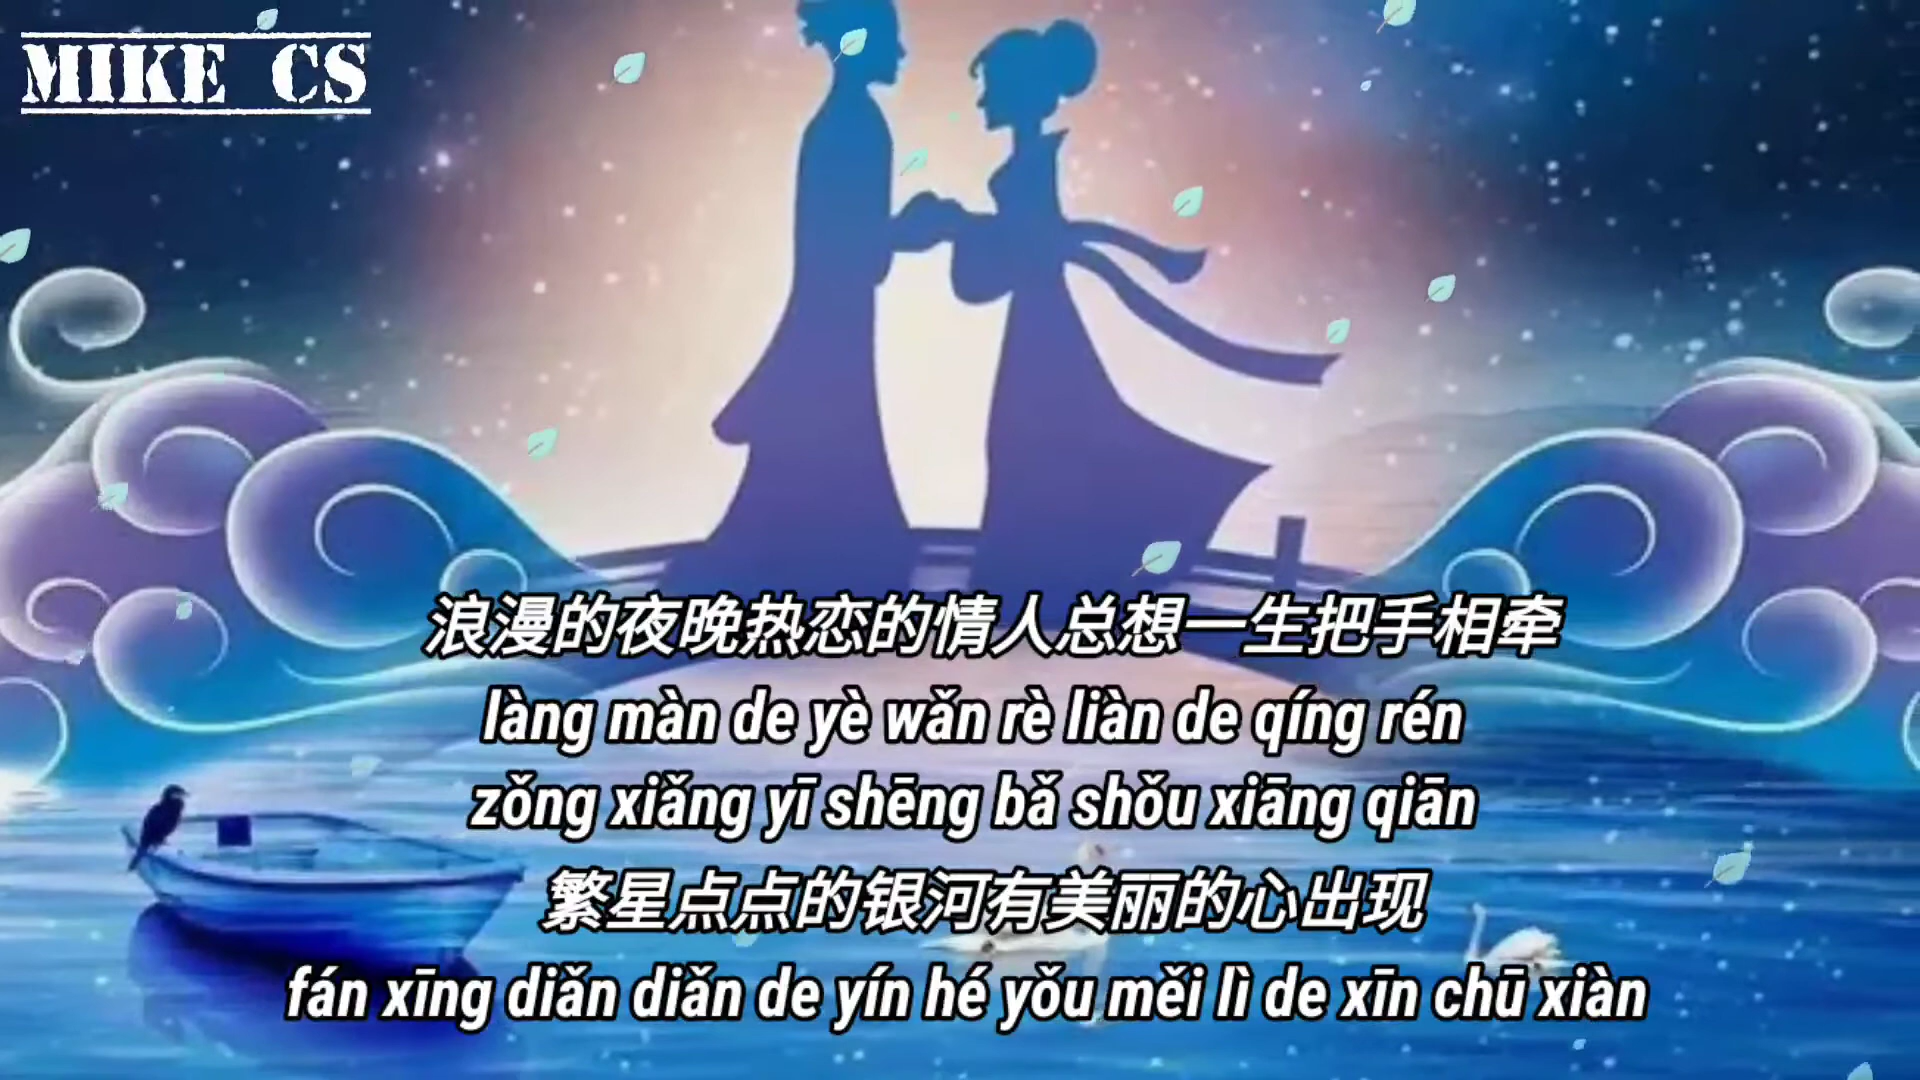 MIKE CS
浪漫的夜晚热恋的情人总想一生把手相牵
làng màn de yè wǎn rè liàn de qíng rén
zǒng xiǎng yī shēng bǎ shǒu xiāng qiān
繁星点点的银河有美丽的心出现
fán xīng diǎn diǎn de yín hé yǒu měi lì de xīn chū xiàn